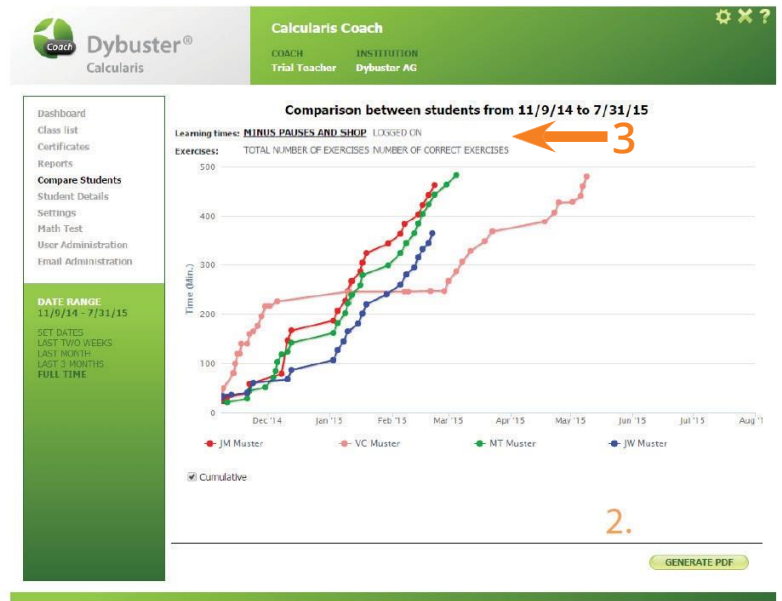 Coach
Dybuster®
Calcularis
Calcularis Coach
COACH INSTITUTION
Trial Teacher Dybuster AG
?
Dashboard
Class list
Certificates
Reports
Compare Students
Student Details
Settings
Math Test
User Administration
Email Administration
DATE RANGE
11/9/14 - 7/31/15
SET DATES
LAST TWO WEEKS
LAST MONTH
LAST 3 MONTHS
FULL TIME
Comparison between students from 11/9/14 to 7/31/15
Learning times: MINUS PAUSES AND SHOP LOGGED ON
3
Exercises: TOTAL NUMBER OF EXERCISES NUMBER OF CORRECT EXERCISES
500
400
300
200
100
0
Time (Min.)
Dec '14 Jan '15 Feb '15 Mar '15 Apr '15 May '15 Jun '15 Jul '15 Aug '1
JM Muster VC Muster MT Muster JW Muster
Cumulative
2.
GENERATE PDF